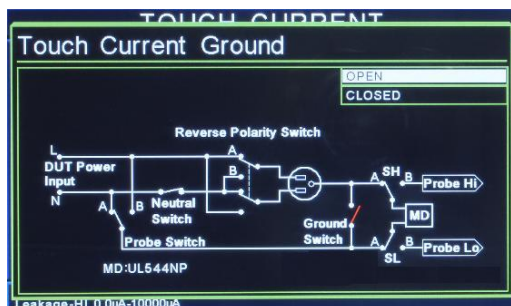 TOUCH CURRENT
Touch Current Ground
OPEN
CLOSED
Reverse Polarity Switch
L
DUT Power
Input
N
A
B
A
B
Neutral
Switch
Probe Switch
Ground
Switch
A
SH
B
Probe Hi
MD
A
B
Probe Lo
SL
MD:UL544NP
Leakage-HI 0.0uA-10000uA